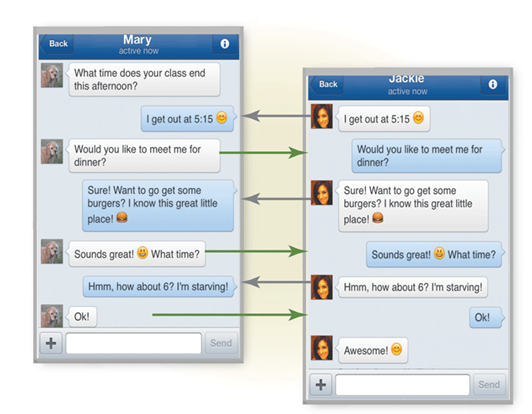 Back
Mary
active now
What time does your class end
this afternoon?
I get out at 5:15 😊
Would you like to meet me for
dinner?
Sure! Want to go get some
burgers? I know this great little
place! 🍔
Sounds great! 😃 What time?
Hmm, how about 6? I'm starving!
Ok!
Send
Back
Jackie
active now
I get out at 5:15 😊
Would you like to meet me for
dinner?
Sure! Want to go get some
burgers? I know this great little
place! 🍔
Sounds great! 😃 What time?
Hmm, how about 6? I'm starving!
Ok!
Awesome! 😊
Send